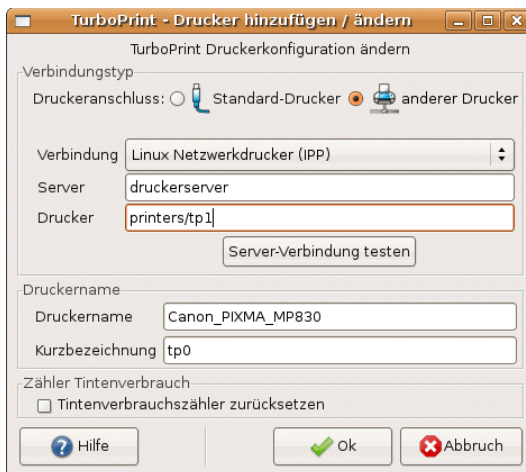 TurboPrint - Drucker hinzufügen / ändern
TurboPrint Druckerkonfiguration ändern
Verbindungstyp
Druckeranschluss: Standard-Drucker anderer Drucker
Verbindung Linux Netzwerkdrucker (IPP)
Server druckerserver
Drucker printers/tp1
Server-Verbindung testen
Druckername
Druckername Canon_PIXMA_MP830
Kurzbezeichnung tp0
Zähler Tintenverbrauch
Tintenverbrauchszähler zurücksetzen
Hilfe Ok Abbruch